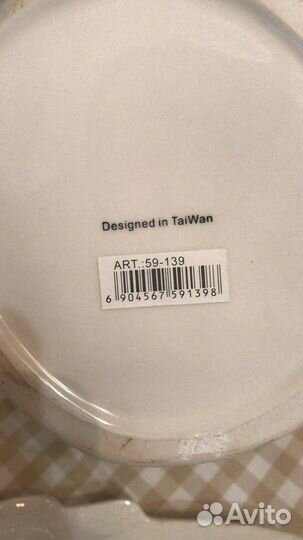 Designed in TaiWan
ART.:59-139
6 904567 591398
Avito